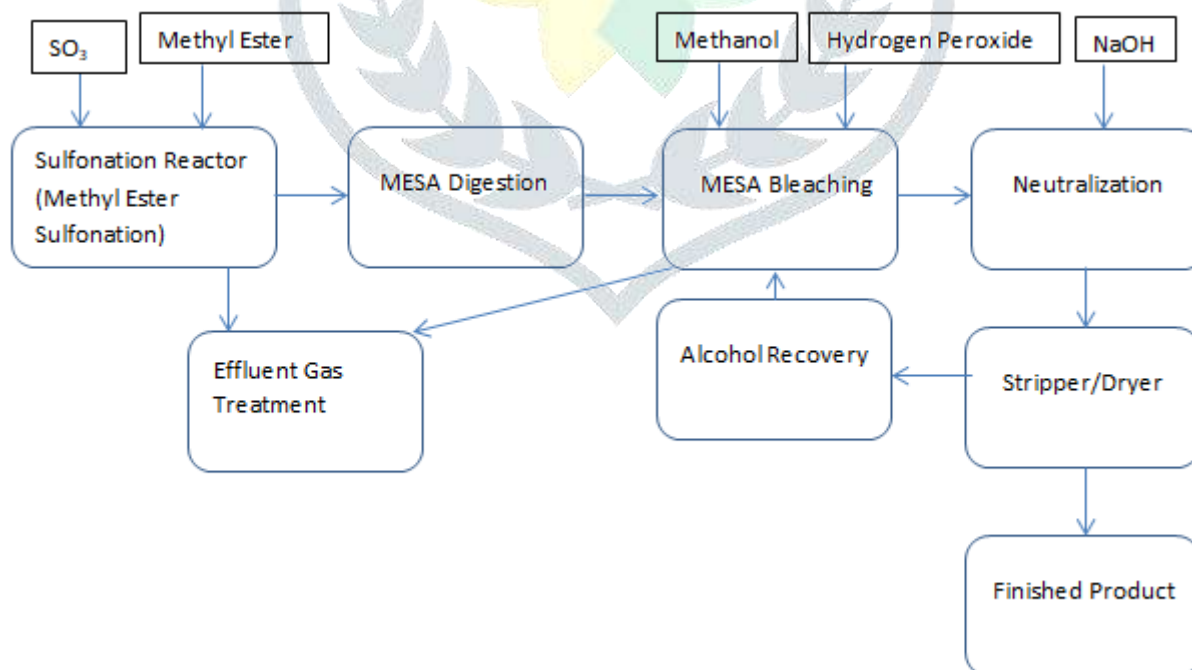 SO₃
Methyl Ester
Methanol
Hydrogen Peroxide
NaOH
Sulfonation Reactor
(Methyl Ester
Sulfonation)
MESA Digestion
MESA Bleaching
Neutralization
Effluent Gas
Treatment
Alcohol Recovery
Stripper/Dryer
Finished Product